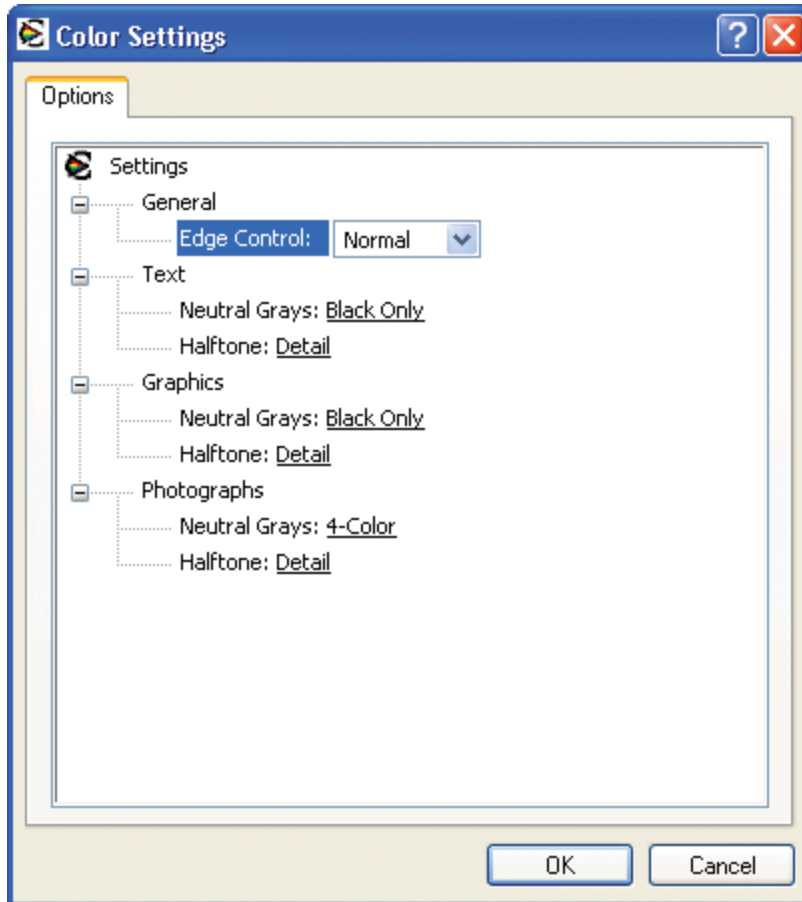 Color Settings
?
Options
Settings
General
Edge Control: Normal
Text
Neutral Grays: Black Only
Halftone: Detail
Graphics
Neutral Grays: Black Only
Halftone: Detail
Photographs
Neutral Grays: 4-Color
Halftone: Detail
OK Cancel